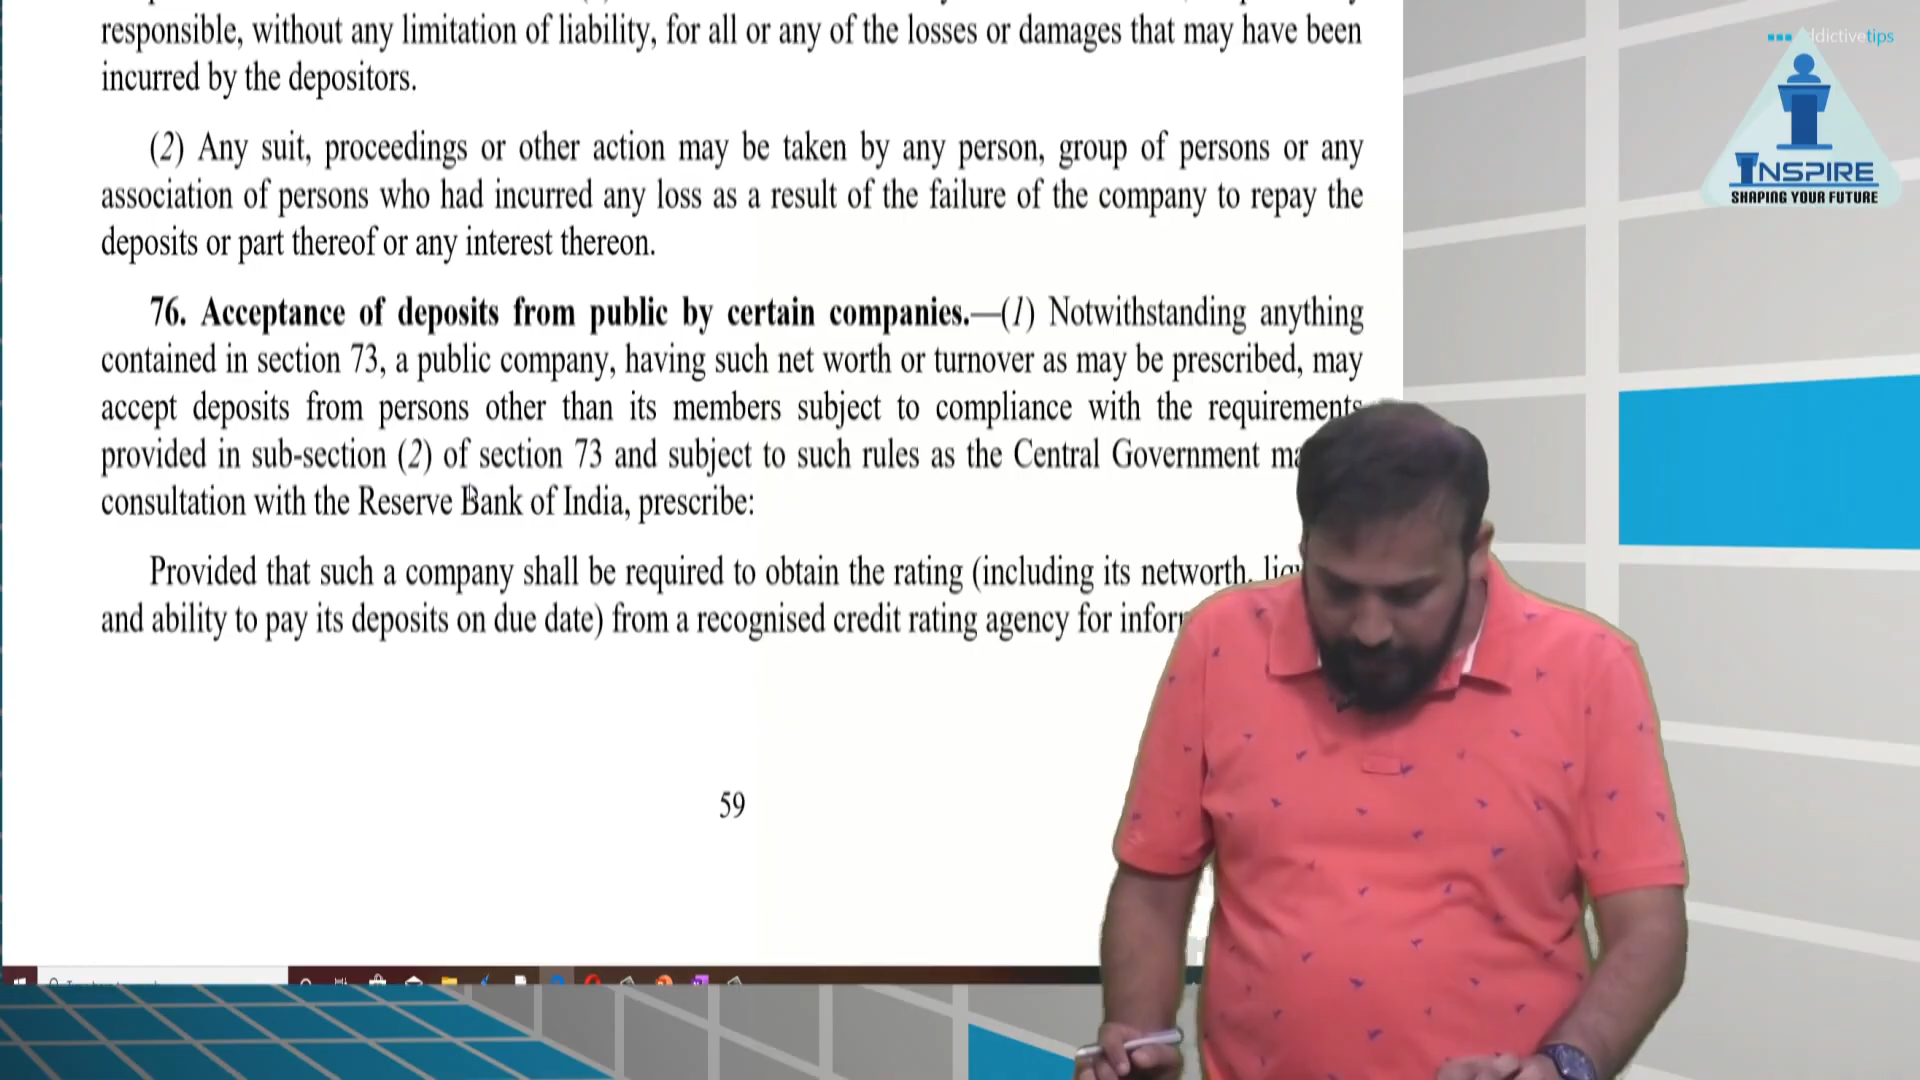 responsible, without any limitation of liability, for all or any of the losses or damages that may have been
incurred by the depositors.
(2) Any suit, proceedings or other action may be taken by any person, group of persons or any
association of persons who had incurred any loss as a result of the failure of the company to repay the
deposits or part thereof or any interest thereon.
76. Acceptance of deposits from public by certain companies.—(1) Notwithstanding anything
contained in section 73, a public company, having such net worth or turnover as may be prescribed, may
accept deposits from persons other than its members subject to compliance with the requirements
provided in sub-section (2) of section 73 and subject to such rules as the Central Government
consultation with the Reserve Bank of India, prescribe:
Provided that such a company shall be required to obtain the rating (including its networth,
and ability to pay its deposits on due date) from a recognised credit rating agency for
59
INSPIRE
SHAPING YOUR FUTURE